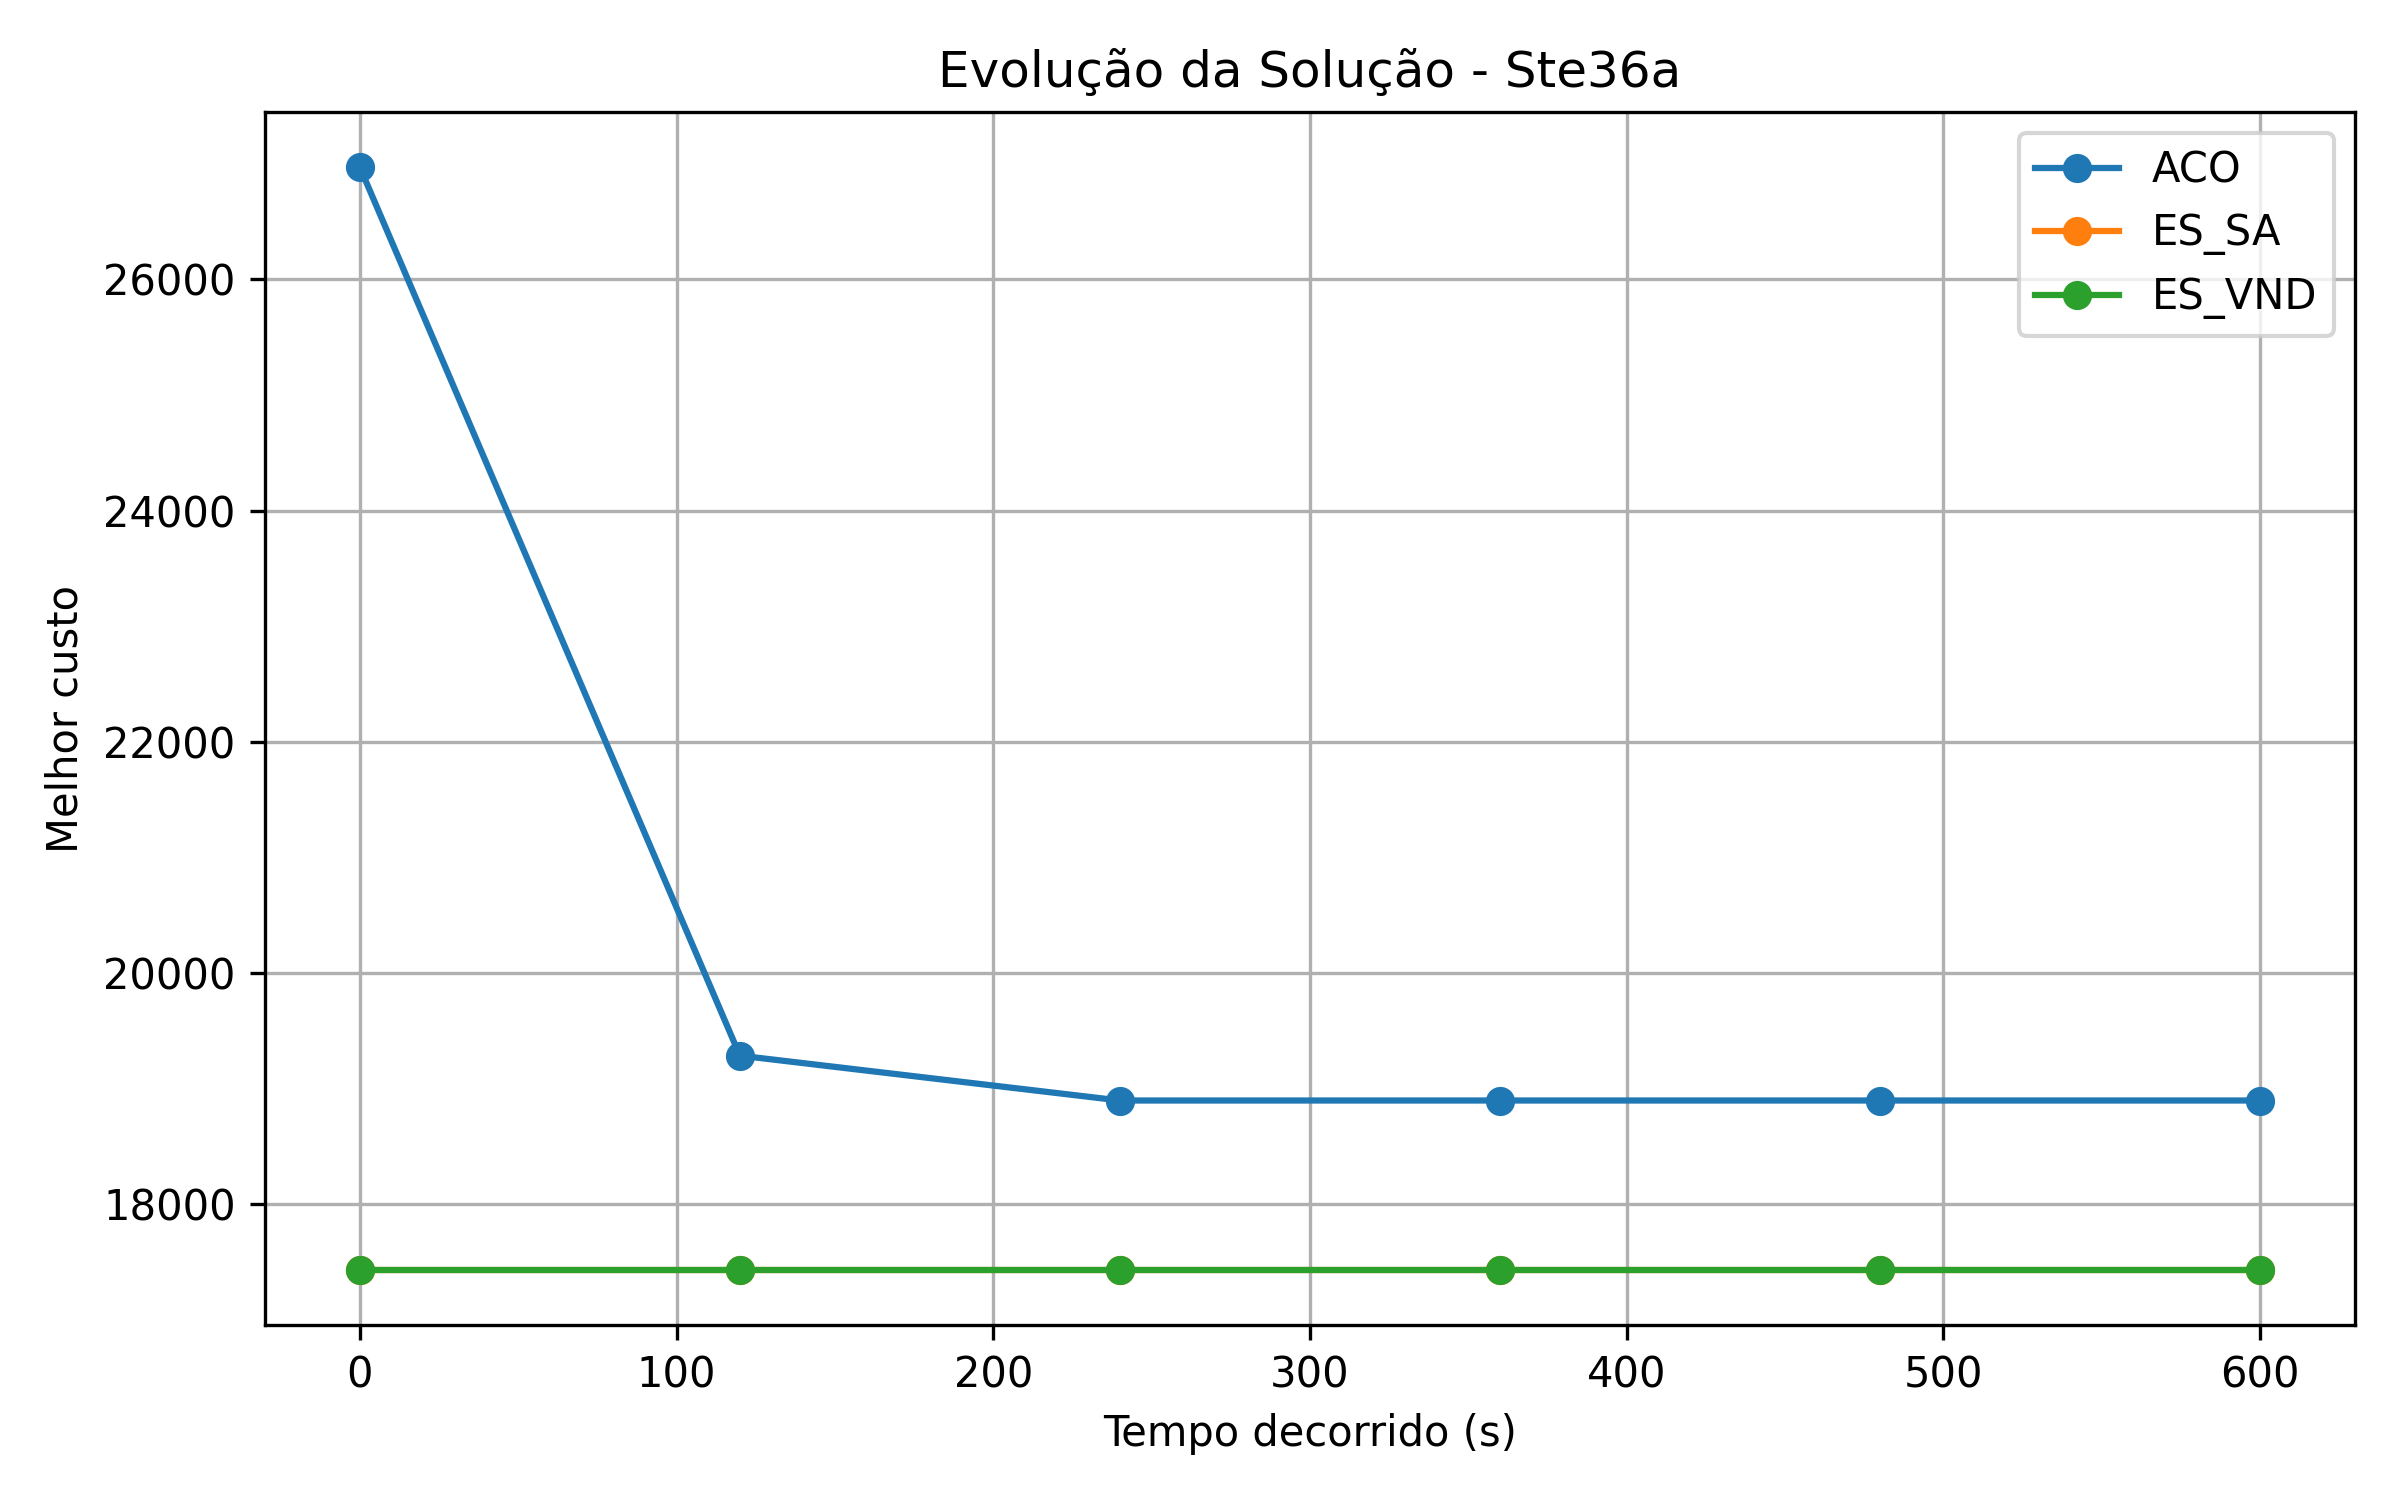 Evolução da Solução - Ste36a
ACO
ES_SA
ES_VND
Melhor custo
26000
24000
22000
20000
18000
0 100 200 300 400 500 600
Tempo decorrido (s)